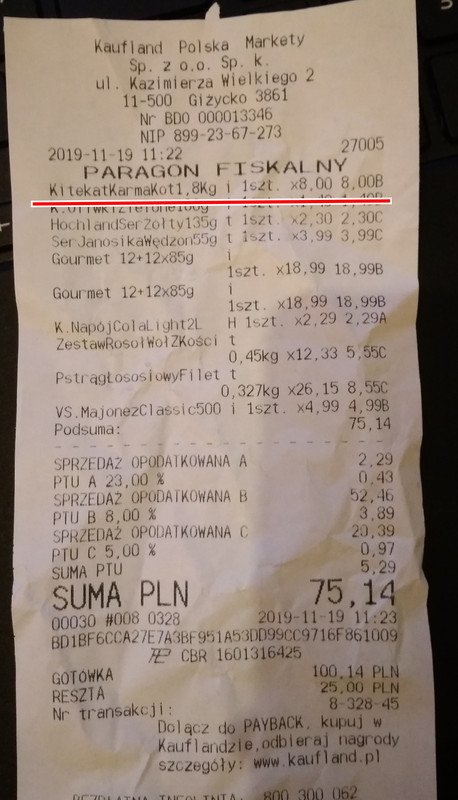 Kaufland Polska Markety
Sp. z o.o. Sp. k.
ul. Kazimierza Wielkiego 2
11-500 Giżycko 3861
Nr BDO 000013346
NIP 899-23-67-273
2019-11-19 11:22 27005
PARAGON FISKALNY
KitekatKarmaKot1,8Kg i 1szt. x8,00 8,00B
HochlandSerŻółty135g t 1szt. x2,30 2,30C
SerJanosikaWędzon55g t 1szt. x3,99 3,99C
Gourmet 12+12x85g i
1szt. x18,99 18,99B
Gourmet 12+12x85g i
1szt. x18,99 18,99B
K.NapójColaLight2L H 1szt. x2,29 2,29A
ZestawRosołWołZKości t
0,45kg x12,33 5,55C
PstrągŁososiowyFilet t
0,327kg x26,15 8,55C
VS.MajonezClassic500 i 1szt. x4,99 4,99B
Podsuma: 75,14
SPRZEDAŻ OPODATKOWANA A 2,29
PTU A 23,00 % 0,43
SPRZEDAŻ OPODATKOWANA B 52,46
PTU B 8,00 % 3,89
SPRZEDAŻ OPODATKOWANA C 20,39
PTU C 5,00 % 0,97
SUMA PTU 5,29
SUMA PLN 75,14
00030 #008 0328 2019-11-19 11:23
BD1BF6CCA27E7A3BF951A53DD99CC9716F861009
CBR 1601316425
GOTÓWKA 100,14 PLN
RESZTA 25,00 PLN
Nr transakcji: 8-328-45
Dołącz do PAYBACK, kupuj w
Kauflandzie,odbieraj nagrody
szczegóły: www.kaufland.pl
BEZPŁATNA INFOLINIA: 800 300 062